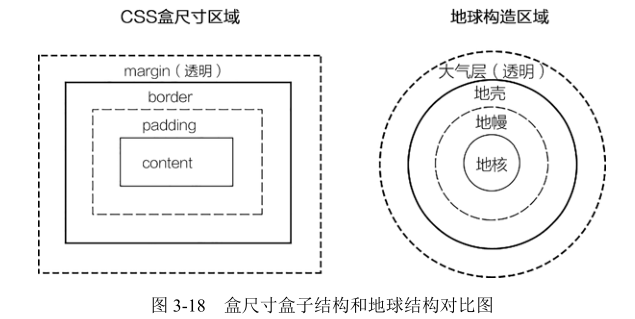 CSS盒尺寸区域
地球构造区域
margin（透明）
border
padding
content
大气层（透明）
地壳
地幔
地核
图 3-18 盒尺寸盒子结构和地球结构对比图